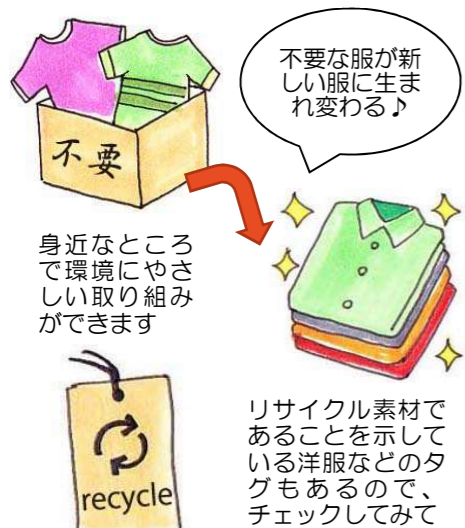 不要な服が新
しい服に生ま
れ変わる♪
不要
身近なところ
で環境にやさ
しい取り組み
ができます
リサイクル素材で
あることを示して
いる洋服などのタ
グもあるので、
チェックしてみて
recycle